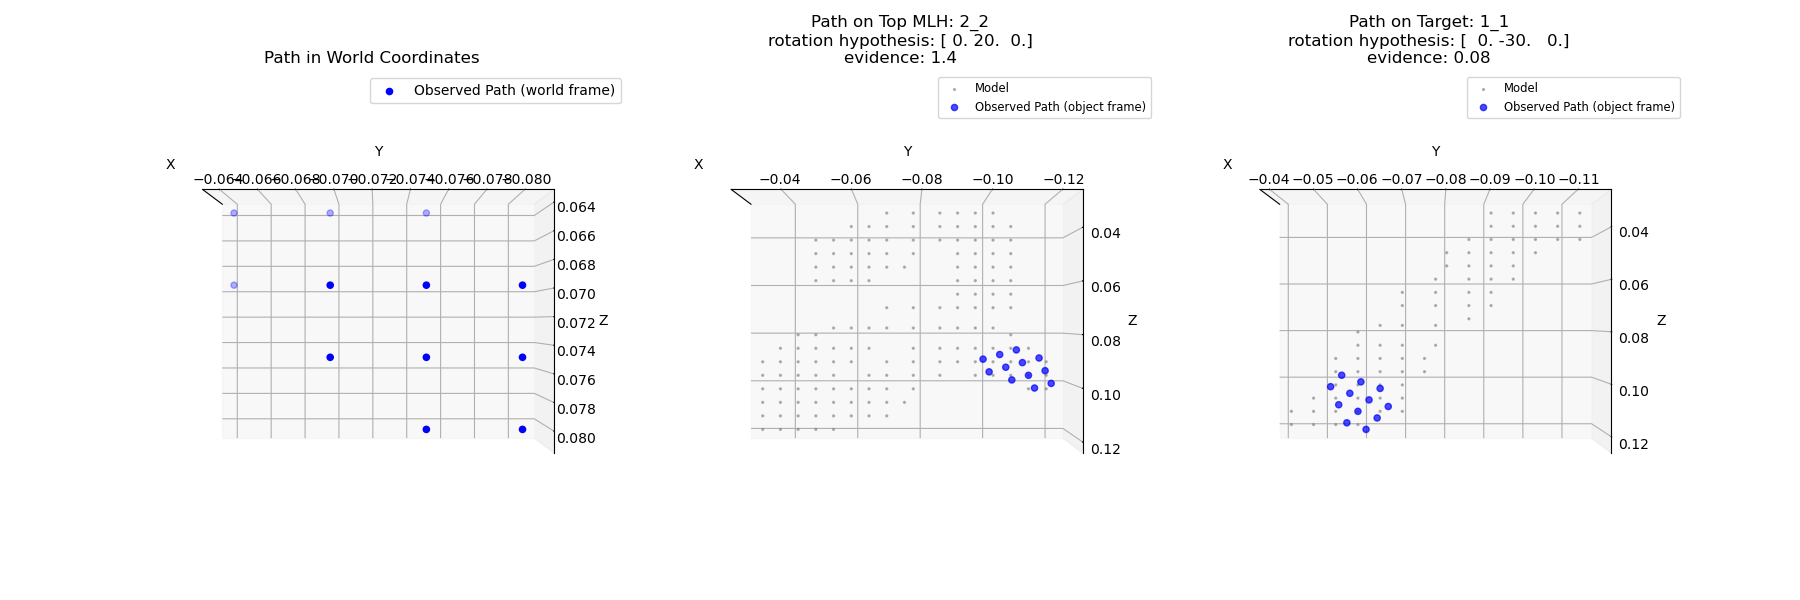 Path in World Coordinates
Observed Path (world frame)
X
Y
−0.064 −0.066 −0.068 −0.070 −0.072 −0.074 −0.076 −0.078 −0.080
0.064
0.066
0.068
0.070
0.072
Z
0.074
0.076
0.078
0.080
Path on Top MLH: 2_2
rotation hypothesis: [ 0. 20.  0.]
evidence: 1.4
Model
Observed Path (object frame)
X
Y
−0.04 −0.06 −0.08 −0.10 −0.12
0.04
0.06
Z
0.08
0.10
0.12
Path on Target: 1_1
rotation hypothesis: [  0. -30.   0.]
evidence: 0.08
Model
Observed Path (object frame)
X
Y
−0.04 −0.05 −0.06 −0.07 −0.08 −0.09 −0.10 −0.11
0.04
0.06
Z
0.08
0.10
0.12